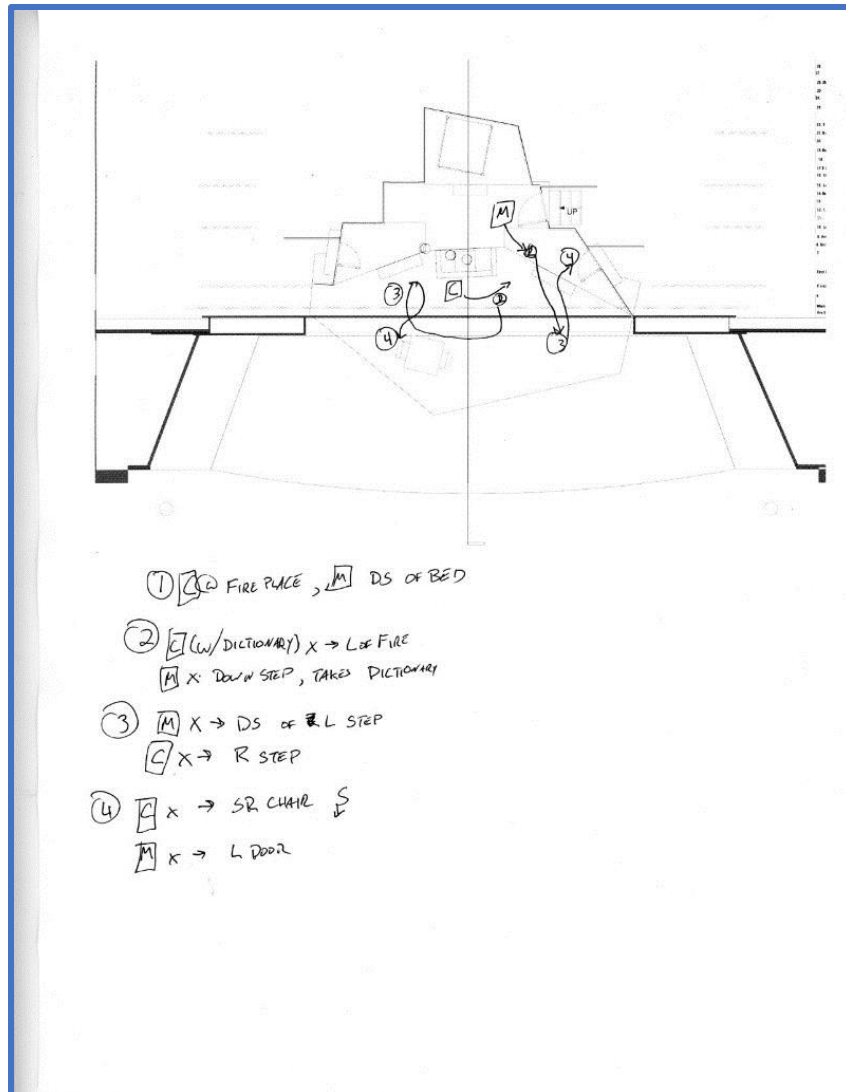 M
UP
4
3
C
2
4
3
① C @ FIRE PLACE, M DS OF BED
② C (W/DICTIONARY) X → L OF FIRE
M X DOWN STEP, TAKES DICTIONARY
③ M X → DS OF L STEP
C X → R STEP
④ C X → SR CHAIR S
M X → L DOOR